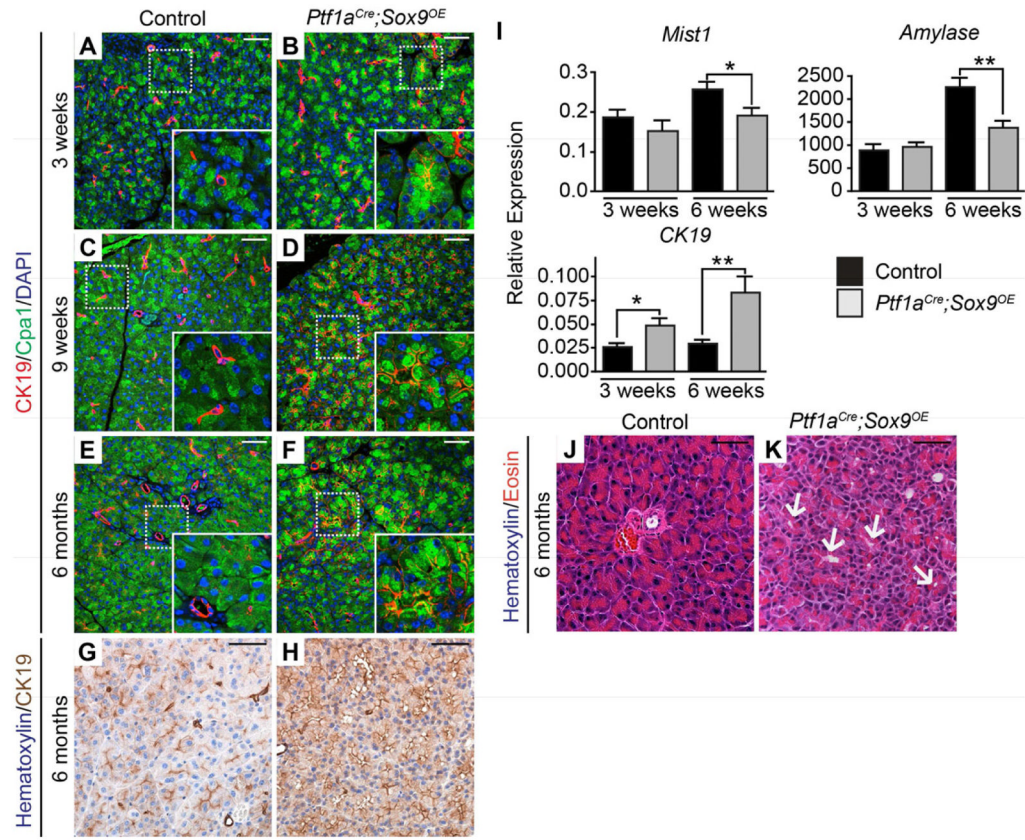 Control
Ptf1aCre;Sox9OE
I
Mist1
Amylase
A
B
3 weeks
C
D
9 weeks
E
F
6 months
CK19/Cpa1/DAPI
G
H
6 months
Hematoxylin/CK19
Relative Expression
0.3
0.2
0.1
0.0
*
3 weeks
6 weeks
2500
2000
1500
1000
500
0
**
3 weeks
6 weeks
CK19
0.100
0.075
0.050
0.025
0.000
*
**
3 weeks
6 weeks
Control
Ptf1aCre;Sox9OE
Control
Ptf1aCre;Sox9OE
J
K
6 months
Hematoxylin/Eosin